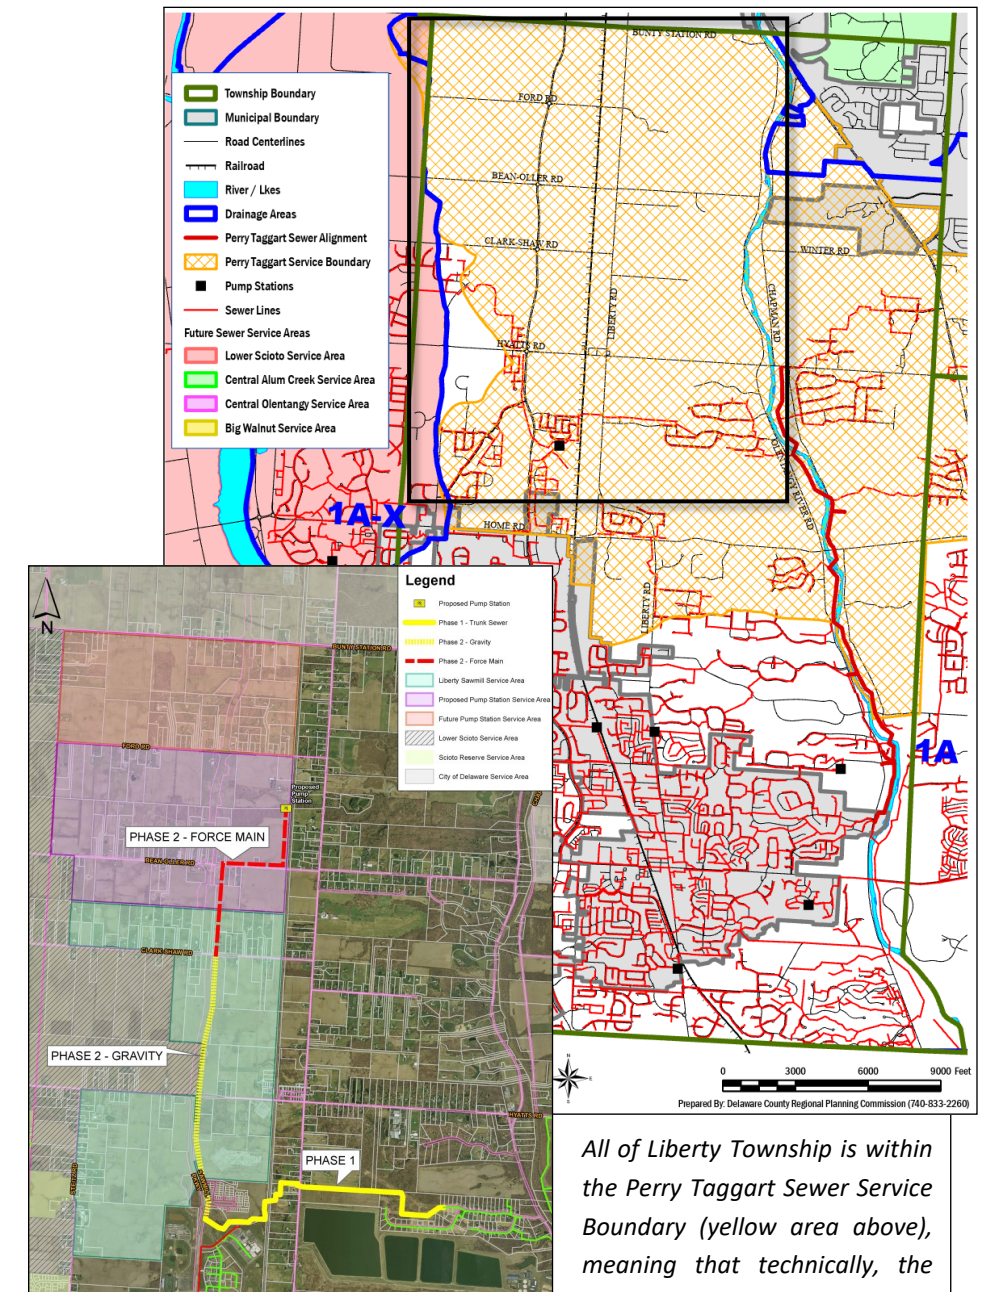 BUNTY STATION RD
FORD RD
BEAN-OLLER RD
CLARK-SHAW RD
WINTER RD
LIBERTY RD
CHAPMAN RD
HYATTS RD
OLENTANGY RIVER RD
HOME RD
LIBERTY RD
1A-X
1A
Township Boundary
Municipal Boundary
Road Centerlines
Railroad
River / Lkes
Drainage Areas
Perry Taggart Sewer Alignment
Perry Taggart Service Boundary
Pump Stations
Sewer Lines
Future Sewer Service Areas
Lower Scioto Service Area
Central Alum Creek Service Area
Central Olentangy Service Area
Big Walnut Service Area
N
Legend
Proposed Pump Station
Phase 1 - Trunk Sewer
Phase 2 - Gravity
Phase 2 - Force Main
Liberty Sawmill Service Area
Proposed Pump Station Service Area
Future Pump Station Service Area
Lower Scioto Service Area
Scioto Reserve Service Area
City of Delaware Service Area
BUNTY STATION RD
FORD RD
Proposed
Pump
Station
PHASE 2 - FORCE MAIN
BEAN-OLLER RD
CLARK-SHAW RD
PHASE 2 - GRAVITY
HYATTS RD
PHASE 1
STEITZ RD
N
E
S
0 3000 6000 9000 Feet
Prepared By: Delaware County Regional Planning Commission (740-833-2260)
All of Liberty Township is within
the Perry Taggart Sewer Service
Boundary (yellow area above),
meaning that technically, the